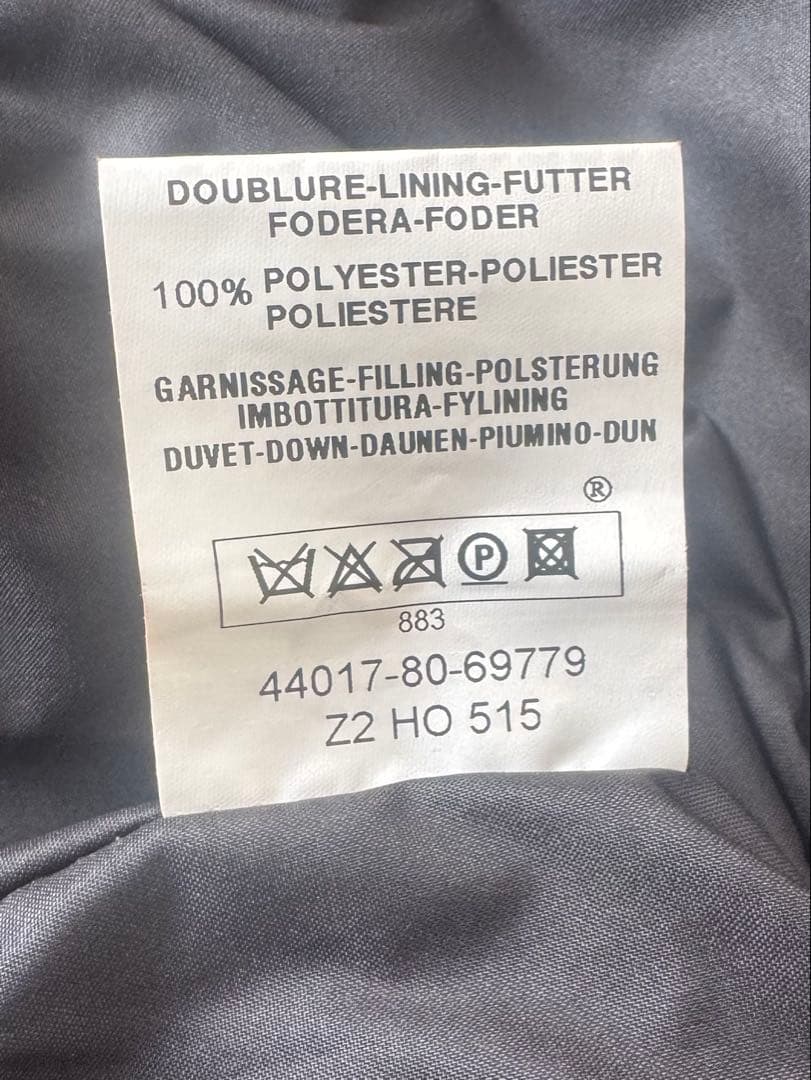 DOUBLURE-LINING-FUTTER
FODERA-FODER
100% POLYESTER-POLIESTER
POLIESTERE
GARNISSAGE-FILLING-POLSTERUNG
IMBOTTITURA-FYLINING
DUVET-DOWN-DAUNEN-PIUMINO-DUN
®
P
883
44017-80-69779
Z2 HO 515